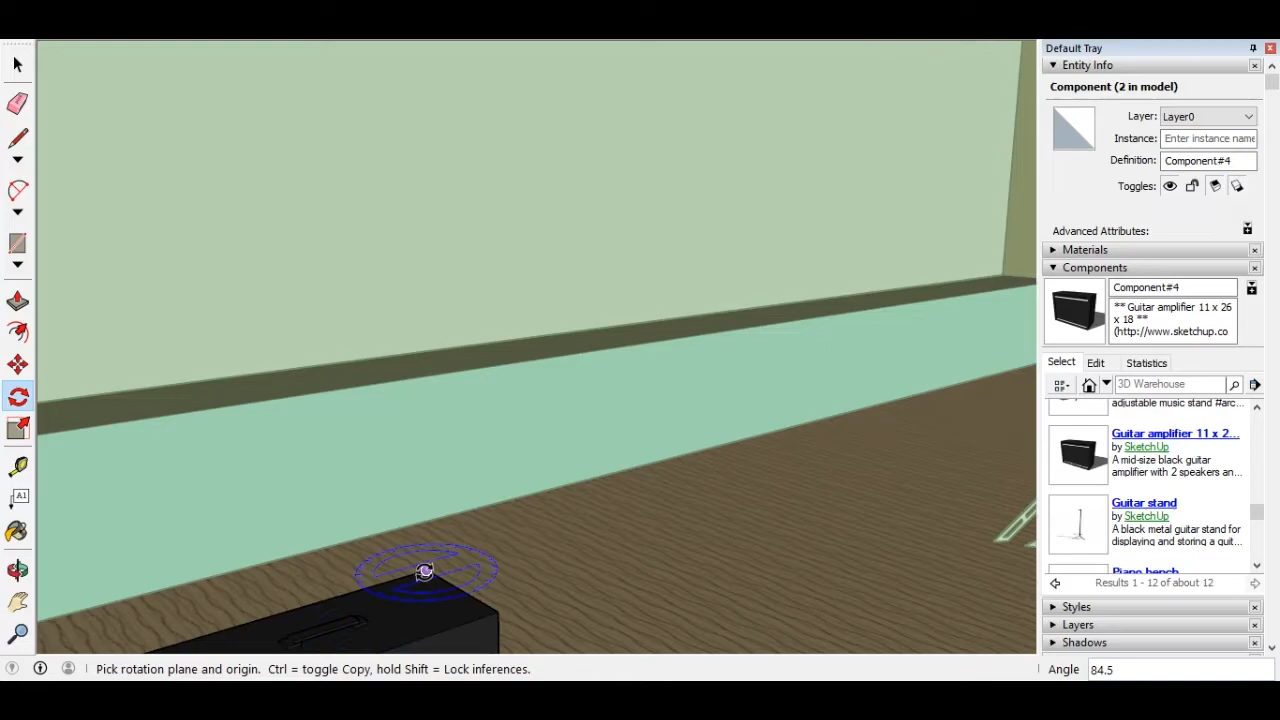 Default Tray
Entity Info
Component (2 in model)
Layer: Layer0
Instance: Enter instance name
Definition: Component#4
Toggles:
Advanced Attributes:
Materials
Components
Component#4
** Guitar amplifier 11 x 26
x 18 **
(http://www.sketchup.co
Select Edit Statistics
3D Warehouse
adjustable music stand #arc...
Guitar amplifier 11 x 2...
by SketchUp
A mid-size black guitar
amplifier with 2 speakers an...
Guitar stand
by SketchUp
A black metal guitar stand for
displaying and storing a guit...
Piano bench
Results 1 - 12 of about 12
Styles
Layers
Shadows
A1
Pick rotation plane and origin. Ctrl = toggle Copy, hold Shift = Lock inferences.
Angle 84.5